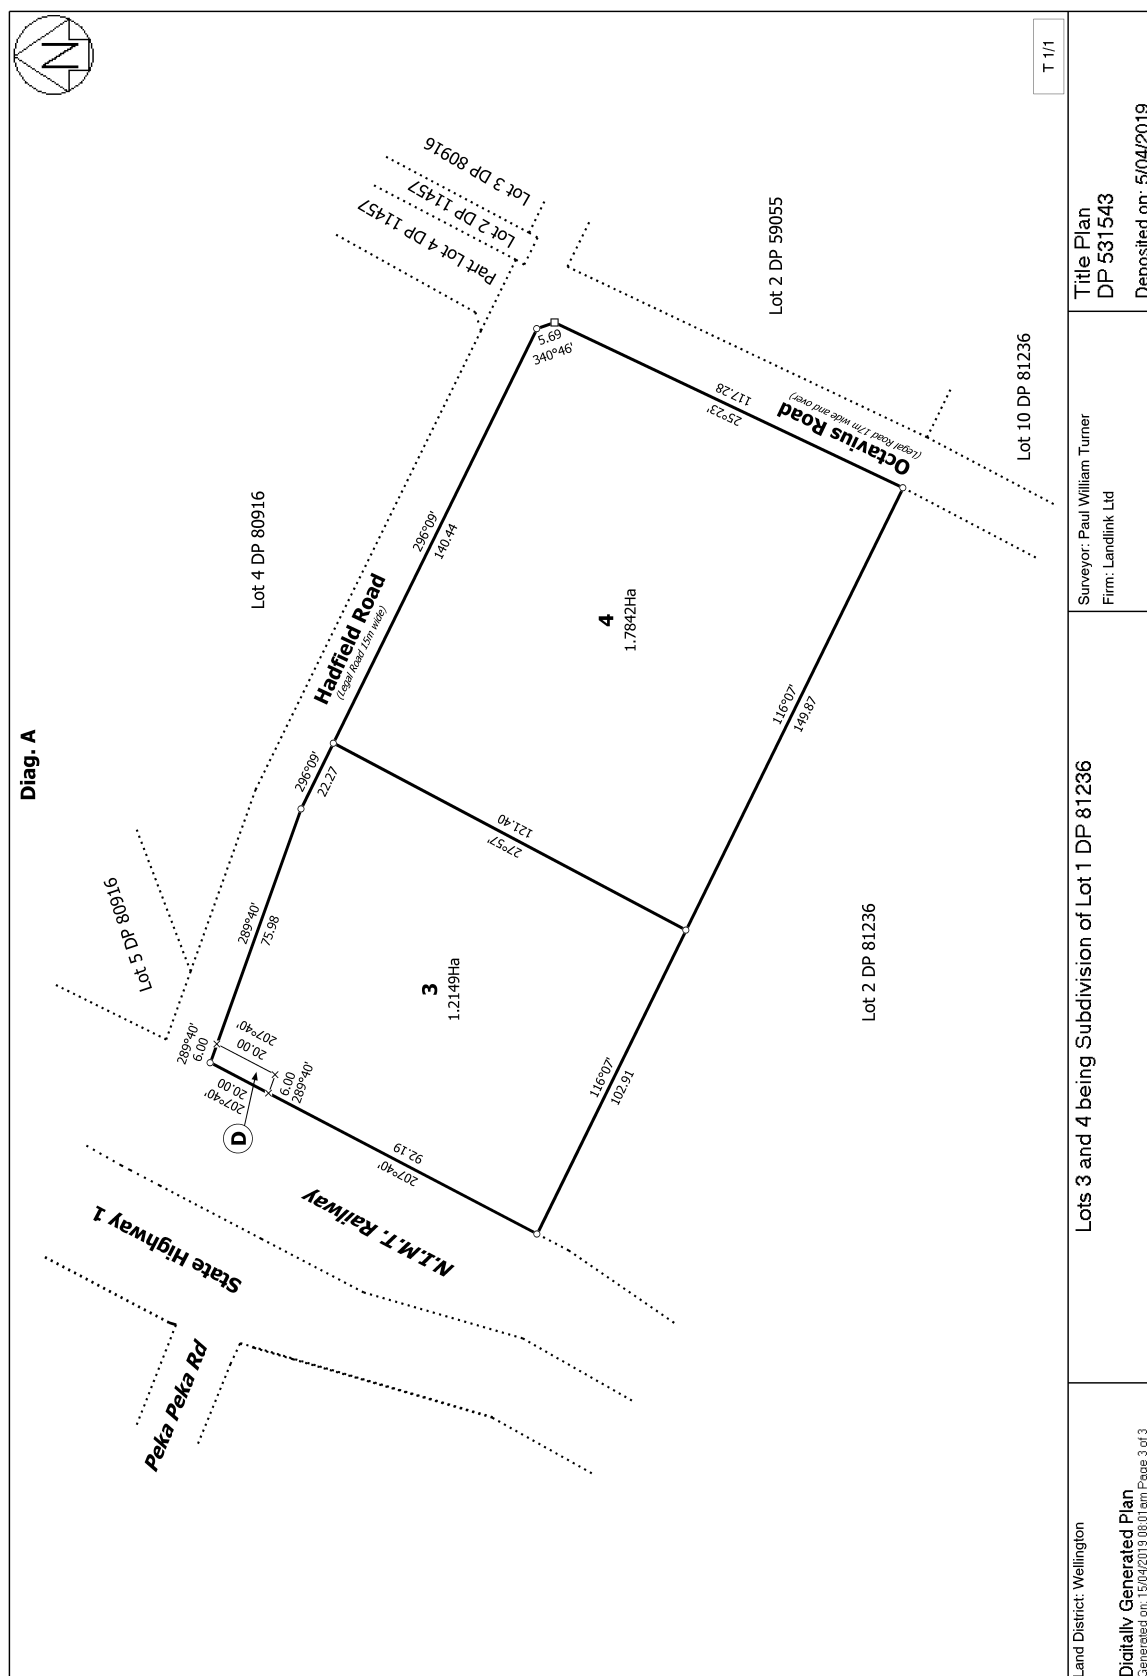 Diag. A
N
T 1/1
Peka Peka Rd
State Highway 1
N.I.M.T. Railway
D
Lot 5 DP 80916
Lot 4 DP 80916
Part Lot 4 DP 11457
Lot 2 DP 11457
Lot 3 DP 80916
289°40'
6.00
207°40'
20.00
207°40'
20.00
6.00
289°40'
289°40'
75.98
296°09'
22.27
Hadfield Road
(Legal Road 15m wide)
296°09'
140.44
5.69
340°46'
92.19
207°40'
3
1.2149Ha
121.40
27°57'
4
1.7842Ha
117.28
25°23'
Octavius Road
(Legal Road 17m wide and over)
116°07'
102.91
116°07'
149.87
Lot 2 DP 81236
Lot 2 DP 59055
Lot 10 DP 81236
Land District: Wellington
Digitally Generated Plan
Generated on: 15/04/2019 08:01am Page 3 of 3
Lots 3 and 4 being Subdivision of Lot 1 DP 81236
Surveyor: Paul William Turner
Firm: Landlink Ltd
Title Plan
DP 531543
Deposited on: 5/04/2019